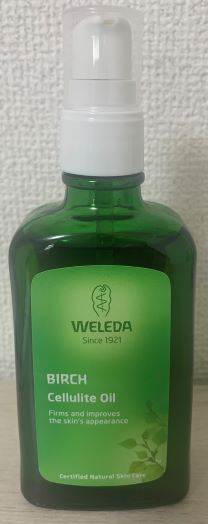 WELEDA
Since 1921
BIRCH
Cellulite Oil
Firms and improves
the skin's appearance
Certified Natural Skin Care